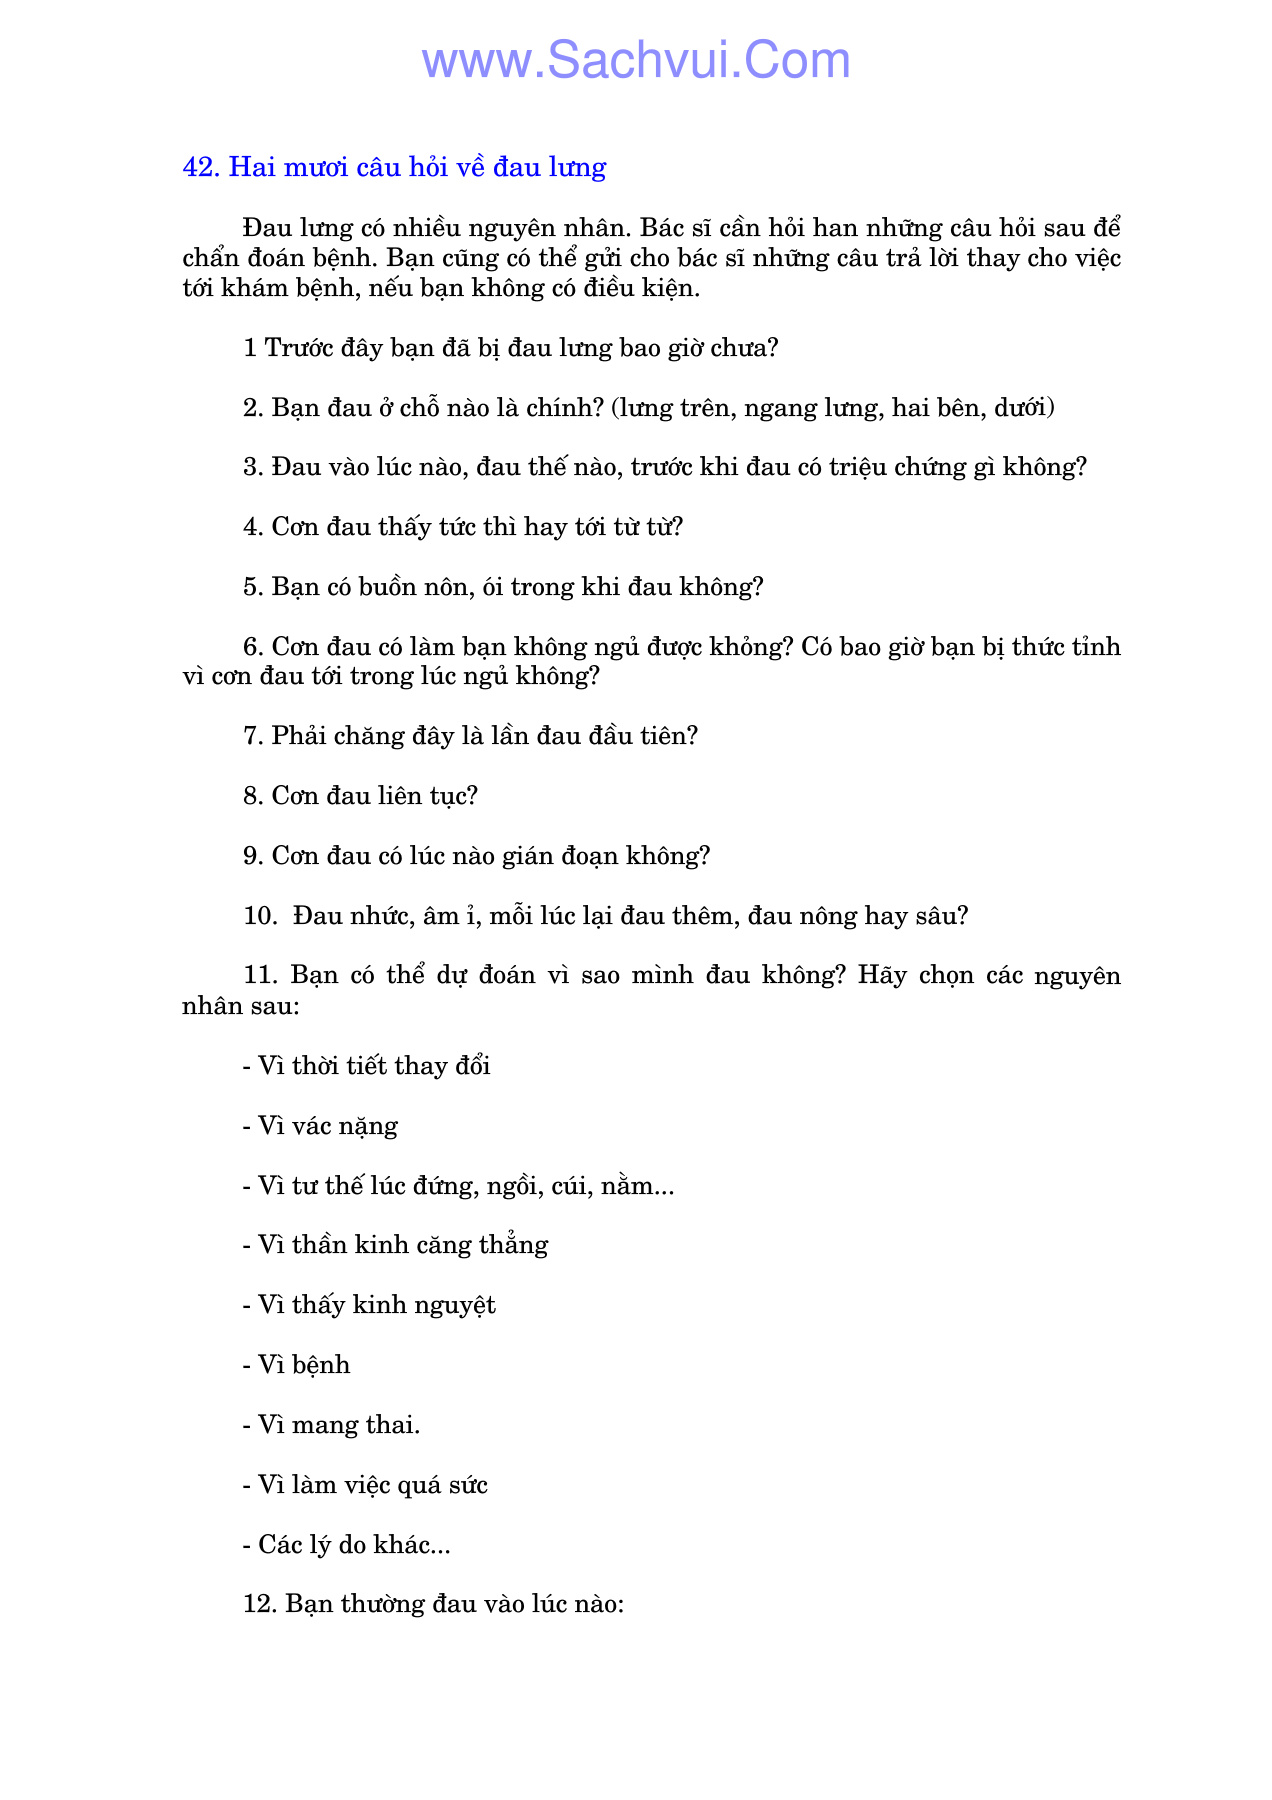 www.Sachvui.Com
42. Hai mươi câu hỏi về đau lưng
Đau lưng có nhiều nguyên nhân. Bác sĩ cần hỏi han những câu hỏi sau để
chẩn đoán bệnh. Bạn cũng có thể gửi cho bác sĩ những câu trả lời thay cho việc
tới khám bệnh, nếu bạn không có điều kiện.
1 Trước đây bạn đã bị đau lưng bao giờ chưa?
2. Bạn đau ở chỗ nào là chính? (lưng trên, ngang lưng, hai bên, dưới)
3. Đau vào lúc nào, đau thế nào, trước khi đau có triệu chứng gì không?
4. Cơn đau thấy tức thì hay tới từ từ?
5. Bạn có buồn nôn, ói trong khi đau không?
6. Cơn đau có làm bạn không ngủ được khỏng? Có bao giờ bạn bị thức tỉnh
vì cơn đau tới trong lúc ngủ không?
7. Phải chăng đây là lần đau đầu tiên?
8. Cơn đau liên tục?
9. Cơn đau có lúc nào gián đoạn không?
10.  Đau nhức, âm ỉ, mỗi lúc lại đau thêm, đau nông hay sâu?
11. Bạn có thể dự đoán vì sao mình đau không? Hãy chọn các nguyên
nhân sau:
- Vì thời tiết thay đổi
- Vì vác nặng
- Vì tư thế lúc đứng, ngồi, cúi, nằm...
- Vì thần kinh căng thẳng
- Vì thấy kinh nguyệt
- Vì bệnh
- Vì mang thai.
- Vì làm việc quá sức
- Các lý do khác...
12. Bạn thường đau vào lúc nào: